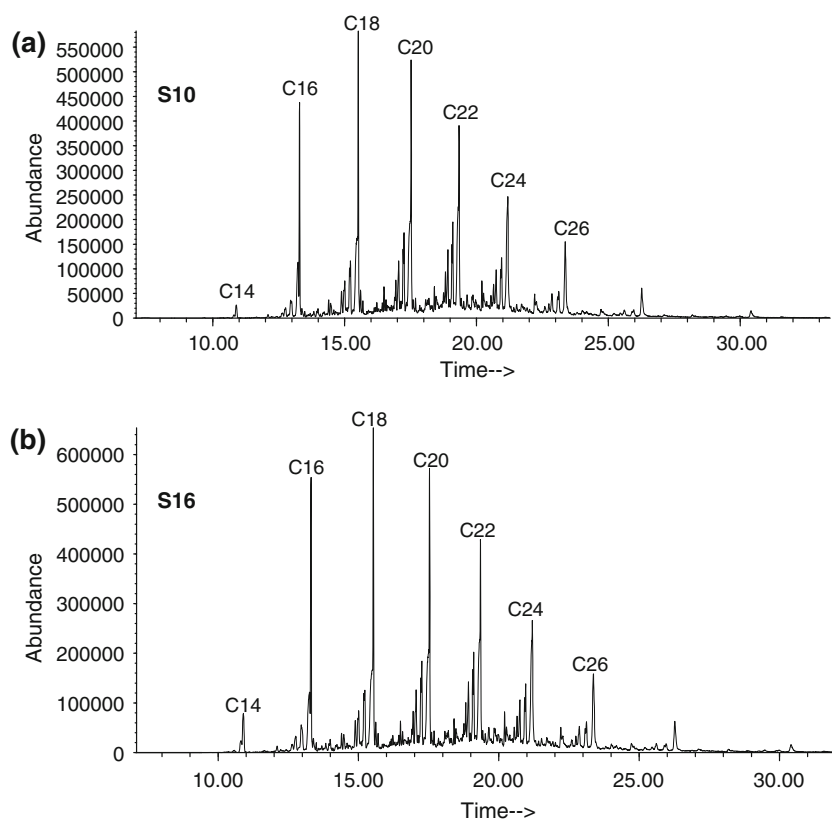 (a)
S10
Abundance
550000
500000
450000
400000
350000
300000
250000
200000
150000
100000
50000
0
C14
C16
C18
C20
C22
C24
C26
10.00 15.00 20.00 25.00 30.00
Time-->
(b)
S16
Abundance
600000
500000
400000
300000
200000
100000
0
C14
C16
C18
C20
C22
C24
C26
10.00 15.00 20.00 25.00 30.00
Time-->